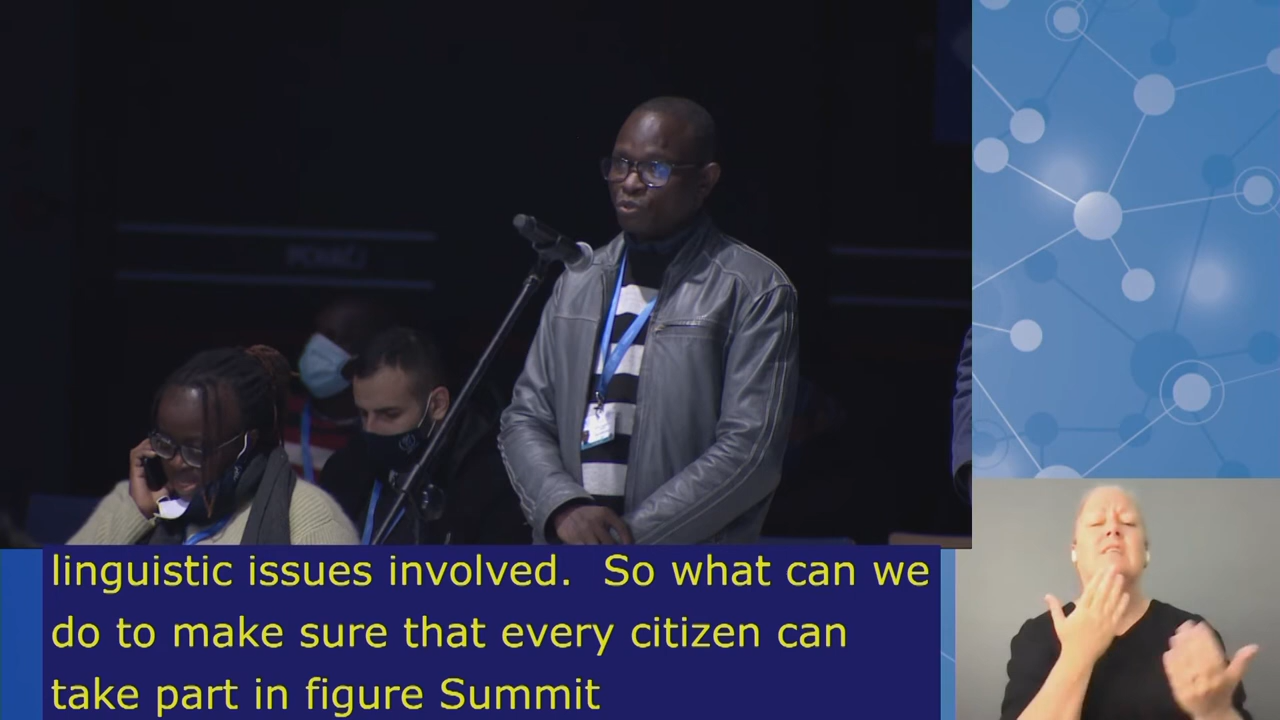 linguistic issues involved.  So what can we
do to make sure that every citizen can
take part in figure Summit